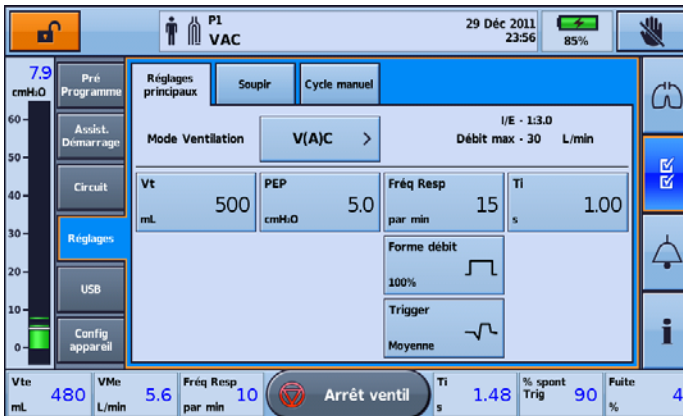 P1
VAC
29 Déc 2011
23:56
85%
7.9
cmH₂O
60
50
40
30
20
10
0
Pré Programme
Assist. Démarrage
Circuit
Réglages
USB
Config appareil
Réglages principaux
Soupir
Cycle manuel
Mode Ventilation
V(A)C >
I/E - 1:3.0
Débit max - 30 L/min
Vt
500
mL
PEP
5.0
cmH₂O
Fréq Resp
15
par min
Ti
1.00
s
Forme débit
100%
Trigger
Moyenne
i
Vte
480
mL
VMe
5.6
L/min
Fréq Resp
10
par min
Arrêt ventil
Ti
1.48
s
% spont Trig
90
Fuite
4
%